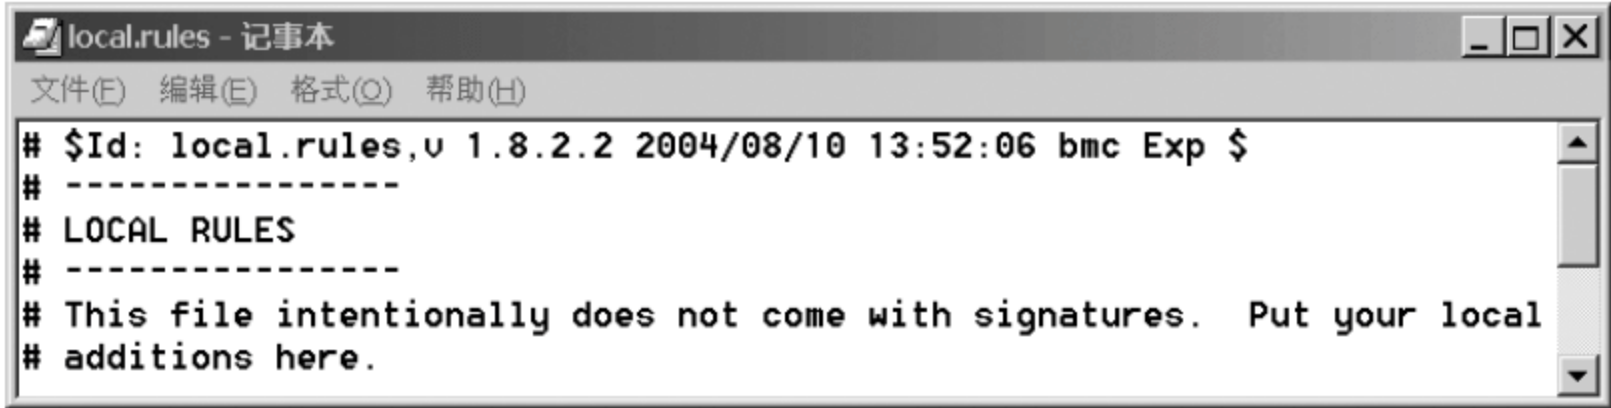 local.rules - 记事本
文件(F) 编辑(E) 格式(O) 帮助(H)
# $Id: local.rules,v 1.8.2.2 2004/08/10 13:52:06 bmc Exp $
# ----------------
# LOCAL RULES
# ----------------
# This file intentionally does not come with signatures.  Put your local
# additions here.